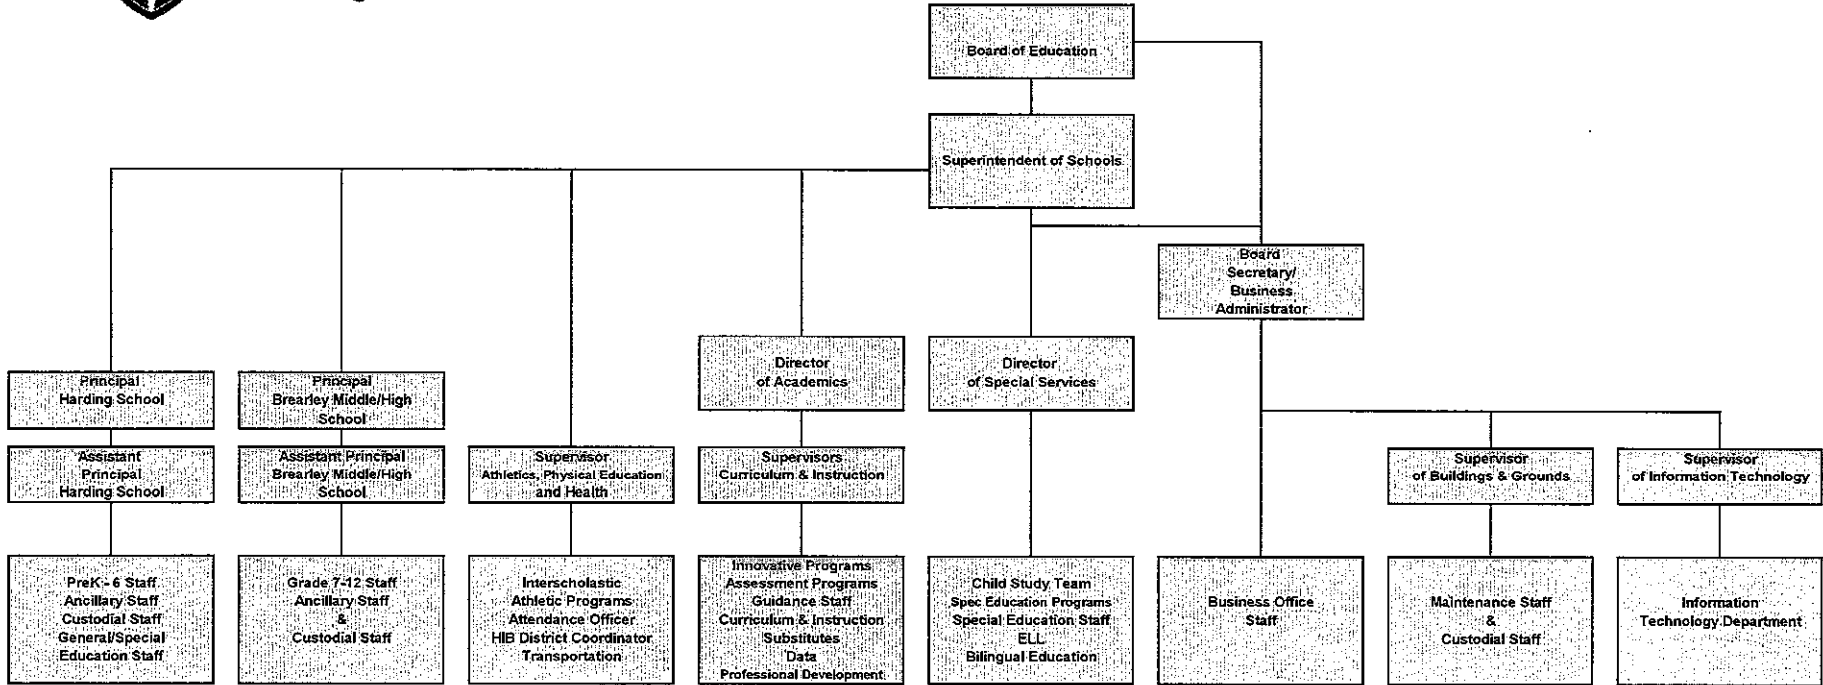 Board of Education
Superintendent of Schools
Board
Secretary/
Business
Administrator
Director
of Academics
Director
of Special Services
Principal
Harding School
Principal
Brearley Middle/High
School
Assistant
Principal
Harding School
Assistant Principal
Brearley Middle/High
School
Supervisor
Athletics, Physical Education
and Health
Supervisors
Curriculum & Instruction
Supervisor
of Buildings & Grounds
Supervisor
of Information Technology
PreK - 6 Staff
Ancillary Staff
Custodial Staff
General/Special
Education Staff
Grade 7-12 Staff
Ancillary Staff
&
Custodial Staff
Interscholastic
Athletic Programs
Attendance Officer
HIB District Coordinator
Transportation
Innovative Programs
Assessment Programs
Guidance Staff
Curriculum & Instruction
Substitutes
Data
Professional Development
Child Study Team
Spec Education Programs
Special Education Staff
ELL
Bilingual Education
Business Office
Staff
Maintenance Staff
&
Custodial Staff
Information
Technology Department